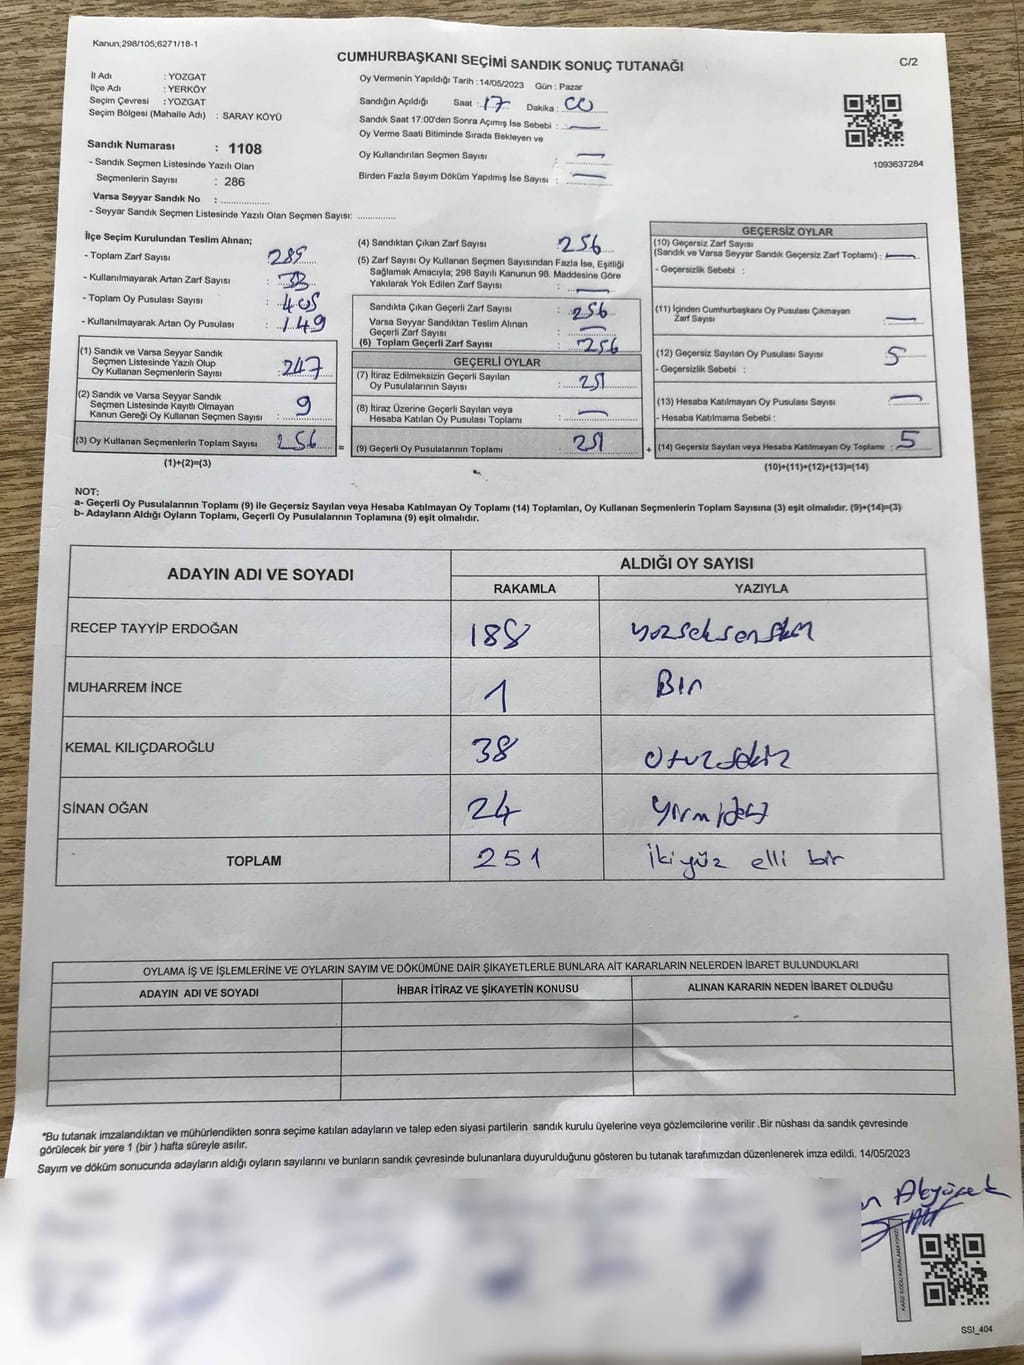 Kanun;298/105;6271/18-1
CUMHURBAŞKANI SEÇİMİ SANDIK SONUÇ TUTANAĞI
C/2
İl Adı : YOZGAT
İlçe Adı : YERKÖY
Seçim Çevresi : YOZGAT
Seçim Bölgesi (Mahalle Adı) : SARAY KÖYÜ
Sandık Numarası : 1108
- Sandık Seçmen Listesinde Yazılı Olan
Seçmenlerin Sayısı : 286
Varsa Seyyar Sandık No : ................
- Seyyar Sandık Seçmen Listesinde Yazılı Olan Seçmen Sayısı: ............
Oy Vermenin Yapıldığı Tarih : 14/05/2023 Gün : Pazar
Sandığın Açıldığı Saat : 17 Dakika : 00
Sandık Saat 17:00'den Sonra Açımış İse Sebebi : —
Oy Verme Saati Bitiminde Sırada Bekleyen ve
Oy Kullandırılan Seçmen Sayısı : —
Birden Fazla Sayım Döküm Yapılmış İse Sayısı : —
1093637284
İlçe Seçim Kurulundan Teslim Alınan;
- Toplam Zarf Sayısı : 289
- Kullanılmayarak Artan Zarf Sayısı : 33
- Toplam Oy Pusulası Sayısı : 405
- Kullanılmayarak Artan Oy Pusulası : 149
(1) Sandık ve Varsa Seyyar Sandık
Seçmen Listesinde Yazılı Olup
Oy Kullanan Seçmenlerin Sayısı : 247
(2) Sandık ve Varsa Seyyar Sandık
Seçmen Listesinde Kayıtlı Olmayan
Kanun Gereği Oy Kullanan Seçmen Sayısı : 9
(3) Oy Kullanan Seçmenlerin Toplam Sayısı : 256
(1)+(2)=(3)
=
(4) Sandıktan Çıkan Zarf Sayısı : 256
(5) Zarf Sayısı Oy Kullanan Seçmen Sayısından Fazla İse, Eşitliği
Sağlamak Amacıyla; 298 Sayılı Kanunun 98. Maddesine Göre
Yakılarak Yok Edilen Zarf Sayısı : —
Sandıkta Çıkan Geçerli Zarf Sayısı : 256
Varsa Seyyar Sandıktan Teslim Alınan
Geçerli Zarf Sayısı : —
(6) Toplam Geçerli Zarf Sayısı : 256
GEÇERLİ OYLAR
(7) İtiraz Edilmeksizin Geçerli Sayılan
Oy Pusulalarının Sayısı : 251
(8) İtiraz Üzerine Geçerli Sayılan veya
Hesaba Katılan Oy Pusulası Toplamı : —
(9) Geçerli Oy Pusulalarının Toplamı : 251
+
GEÇERSİZ OYLAR
(10) Geçersiz Zarf Sayısı
(Sandık ve Varsa Seyyar Sandık Geçersiz Zarf Toplamı) : —
- Geçersizlik Sebebi :
(11) İçinden Cumhurbaşkanı Oy Pusulası Çıkmayan
Zarf Sayısı : —
(12) Geçersiz Sayılan Oy Pusulası Sayısı : 5
- Geçersizlik Sebebi :
(13) Hesaba Katılmayan Oy Pusulası Sayısı : —
- Hesaba Katılmama Sebebi :
(14) Geçersiz Sayılan veya Hesaba Katılmayan Oy Toplamı : 5
(10)+(11)+(12)+(13)=(14)
NOT:
a- Geçerli Oy Pusulalarının Toplamı (9) ile Geçersiz Sayılan veya Hesaba Katılmayan Oy Toplamı (14) Toplamları, Oy Kullanan Seçmenlerin Toplam Sayısına (3) eşit olmalıdır. (9)+(14)=(3)
b- Adayların Aldığı Oyların Toplamı, Geçerli Oy Pusulalarının Toplamına (9) eşit olmalıdır.
ADAYIN ADI VE SOYADI ALDIĞI OY SAYISI
RAKAMLA YAZIYLA
RECEP TAYYİP ERDOĞAN 188 yüzseksensekiz
MUHARREM İNCE 1 Bir
KEMAL KILIÇDAROĞLU 38 otuzsekiz
SİNAN OĞAN 24 yirmidört
TOPLAM 251 iki yüz elli bir
OYLAMA İŞ VE İŞLEMLERİNE VE OYLARIN SAYIM VE DÖKÜMÜNE DAİR ŞİKAYETLERLE BUNLARA AİT KARARLARIN NELERDEN İBARET BULUNDUKLARI
ADAYIN ADI VE SOYADI İHBAR İTİRAZ VE ŞİKAYETİN KONUSU ALINAN KARARIN NEDEN İBARET OLDUĞU
*Bu tutanak imzalandıktan ve mühürlendikten sonra seçime katılan adayların ve talep eden siyasi partilerin sandık kurulu üyelerine veya gözlemcilerine verilir .Bir nüshası da sandık çevresinde
görülecek bir yere 1 (bir ) hafta süreyle asılır.
Sayım ve döküm sonucunda adayların aldığı oyların sayılarını ve bunların sandık çevresinde bulunanlara duyurulduğunu gösteren bu tutanak tarafımızdan düzenlenerek imza edildi. 14/05/2023
Akyürek
KARE KODU KARALAMAYINIZ!
SSI_404